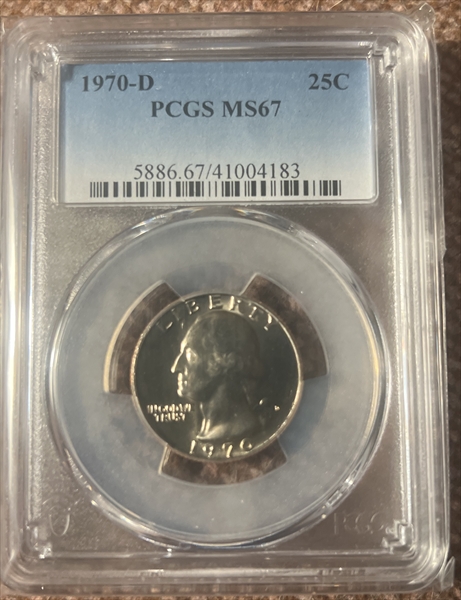 1970-D 25C
PCGS MS67
5886.67/41004183
LIBERTY
IN GOD WE
TRUST
1970